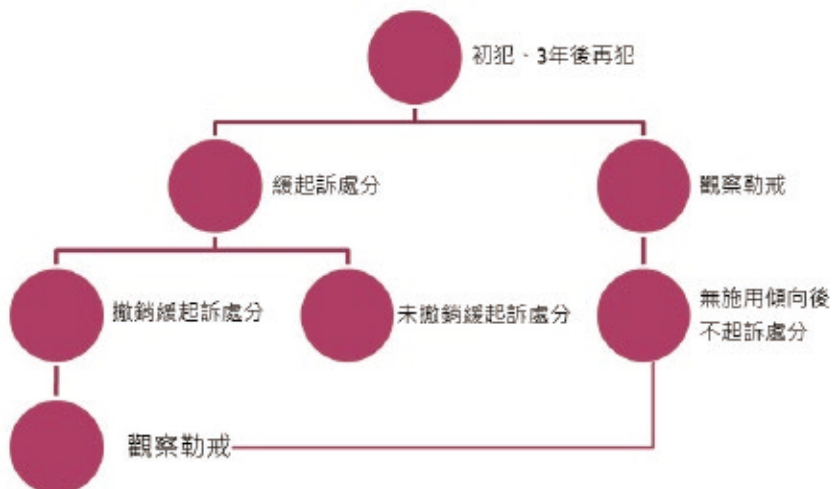 初犯、3年後再犯
緩起訴處分
觀察勒戒
撤銷緩起訴處分
未撤銷緩起訴處分
無施用傾向後
不起訴處分
觀察勒戒